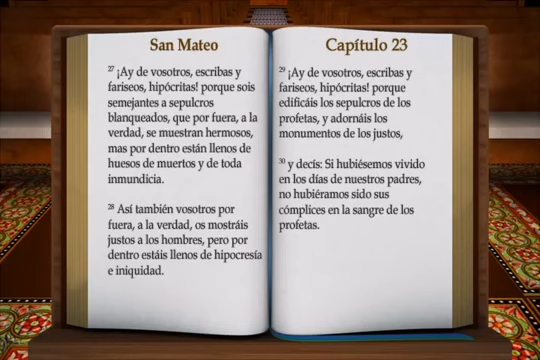 San Mateo
27 ¡Ay de vosotros, escribas y
fariseos, hipócritas! porque sois
semejantes a sepulcros
blanqueados, que por fuera, a la
verdad, se muestran hermosos,
mas por dentro están llenos de
huesos de muertos y de toda
inmundicia.
28 Así también vosotros por
fuera, a la verdad, os mostráis
justos a los hombres, pero por
dentro estáis llenos de hipocresía
e iniquidad.
Capítulo 23
29 ¡Ay de vosotros, escribas y
fariseos, hipócritas! porque
edificáis los sepulcros de los
profetas, y adornáis los
monumentos de los justos,
30 y decís: Si hubiésemos vivido
en los días de nuestros padres,
no hubiéramos sido sus
cómplices en la sangre de los
profetas.